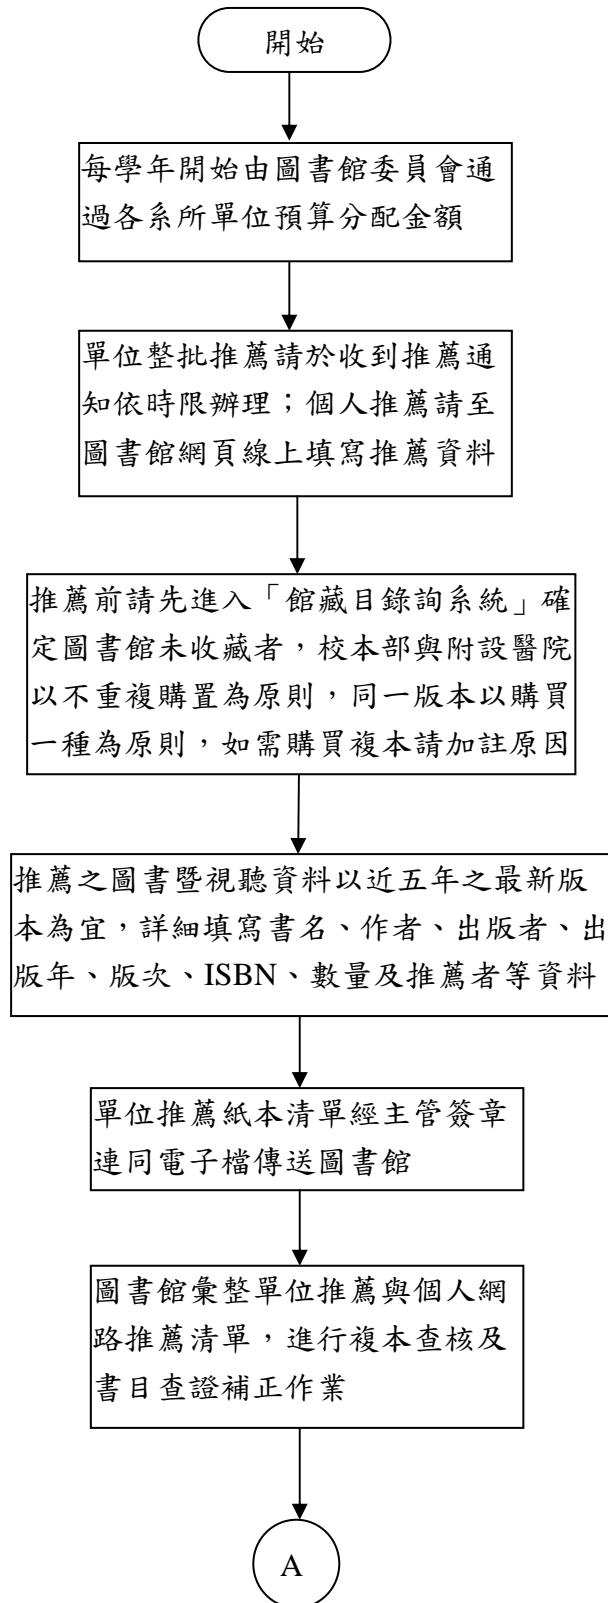 開始
每學年開始由圖書館委員會通
過各系所單位預算分配金額
單位整批推薦請於收到推薦通
知依時限辦理；個人推薦請至
圖書館網頁線上填寫推薦資料
推薦前請先進入「館藏目錄詢系統」確
定圖書館未收藏者，校本部與附設醫院
以不重複購置為原則，同一版本以購買
一種為原則，如需購買複本請加註原因
推薦之圖書暨視聽資料以近五年之最新版
本為宜，詳細填寫書名、作者、出版者、出
版年、版次、ISBN、數量及推薦者等資料
單位推薦紙本清單經主管簽章
連同電子檔傳送圖書館
圖書館彙整單位推薦與個人網
路推薦清單，進行複本查核及
書目查證補正作業
A